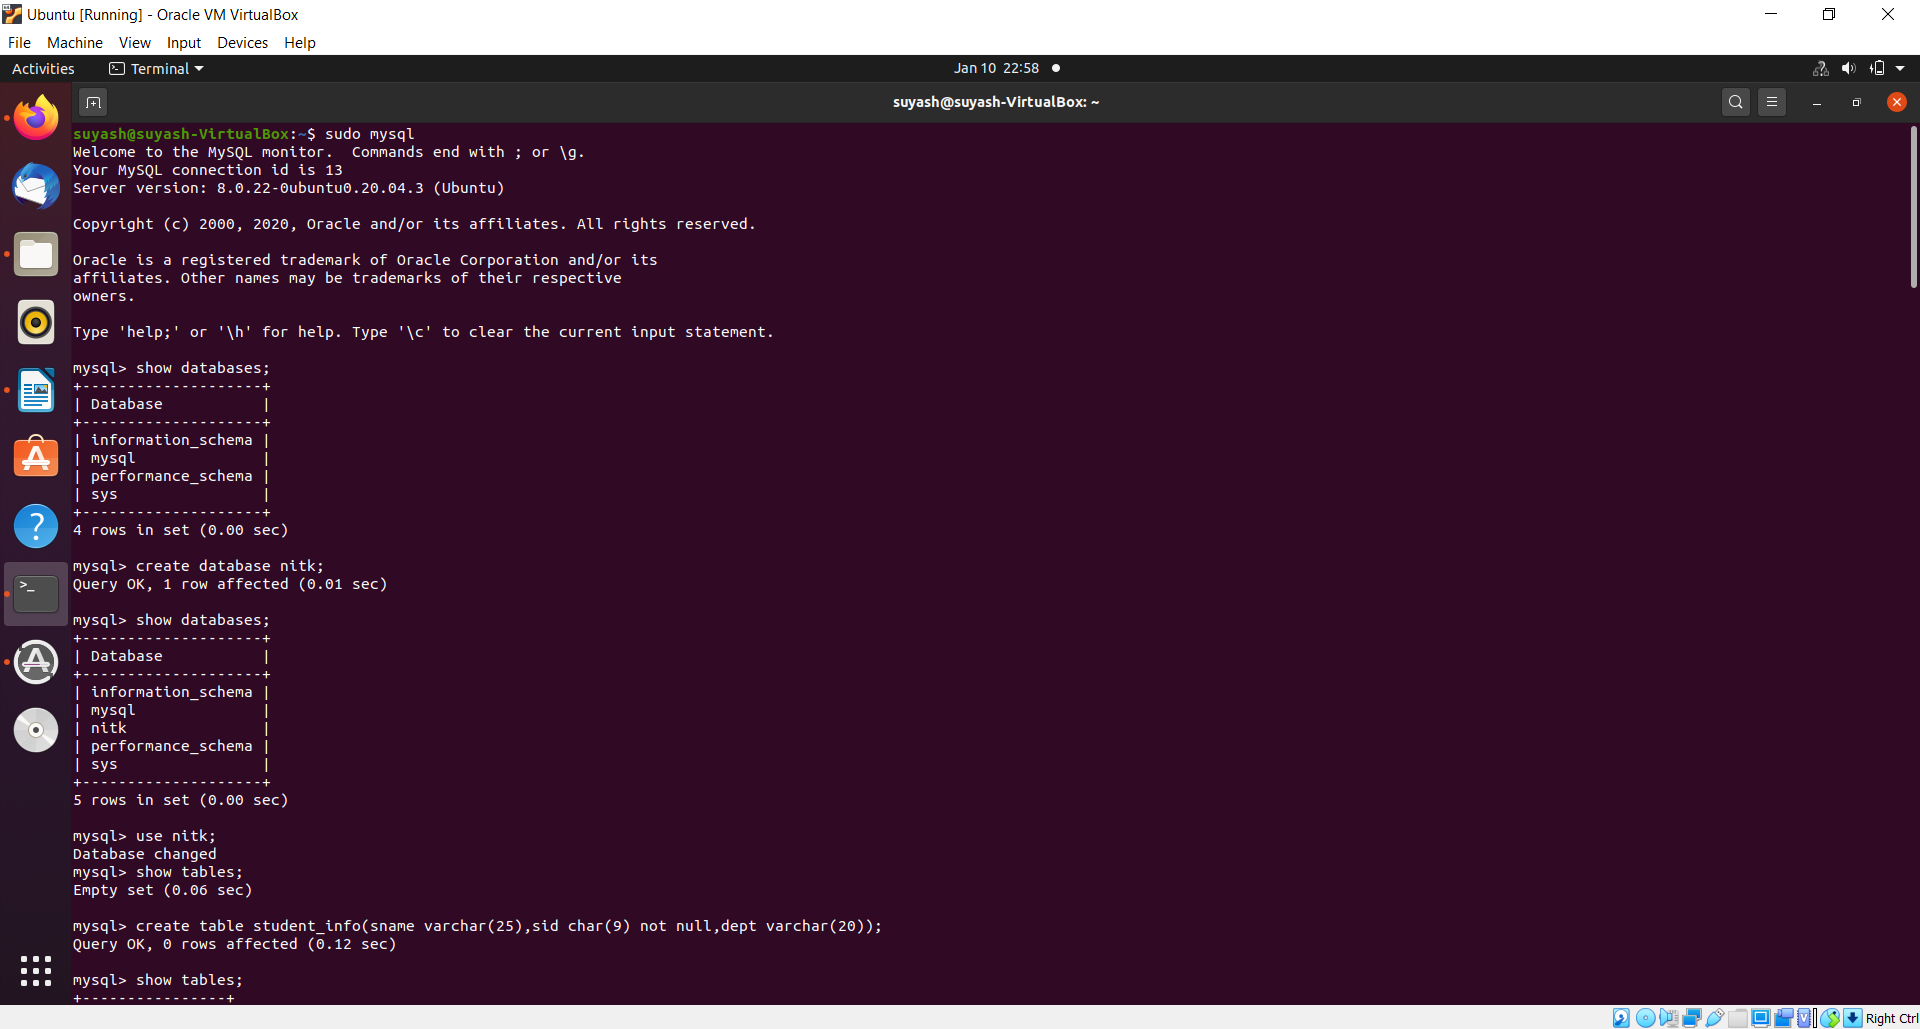 Ubuntu [Running] - Oracle VM VirtualBox
File Machine View Input Devices Help
Activities Terminal Jan 10 22:58
suyash@suyash-VirtualBox: ~
suyash@suyash-VirtualBox:~$ sudo mysql
Welcome to the MySQL monitor.  Commands end with ; or \g.
Your MySQL connection id is 13
Server version: 8.0.22-0ubuntu0.20.04.3 (Ubuntu)
Copyright (c) 2000, 2020, Oracle and/or its affiliates. All rights reserved.
Oracle is a registered trademark of Oracle Corporation and/or its
affiliates. Other names may be trademarks of their respective
owners.
Type 'help;' or '\h' for help. Type '\c' to clear the current input statement.
mysql> show databases;
+--------------------+
| Database           |
+--------------------+
| information_schema |
| mysql              |
| performance_schema |
| sys                |
+--------------------+
4 rows in set (0.00 sec)
mysql> create database nitk;
Query OK, 1 row affected (0.01 sec)
mysql> show databases;
+--------------------+
| Database           |
+--------------------+
| information_schema |
| mysql              |
| nitk               |
| performance_schema |
| sys                |
+--------------------+
5 rows in set (0.00 sec)
mysql> use nitk;
Database changed
mysql> show tables;
Empty set (0.06 sec)
mysql> create table student_info(sname varchar(25),sid char(9) not null,dept varchar(20));
Query OK, 0 rows affected (0.12 sec)
mysql> show tables;
+----------------+
Right Ctrl